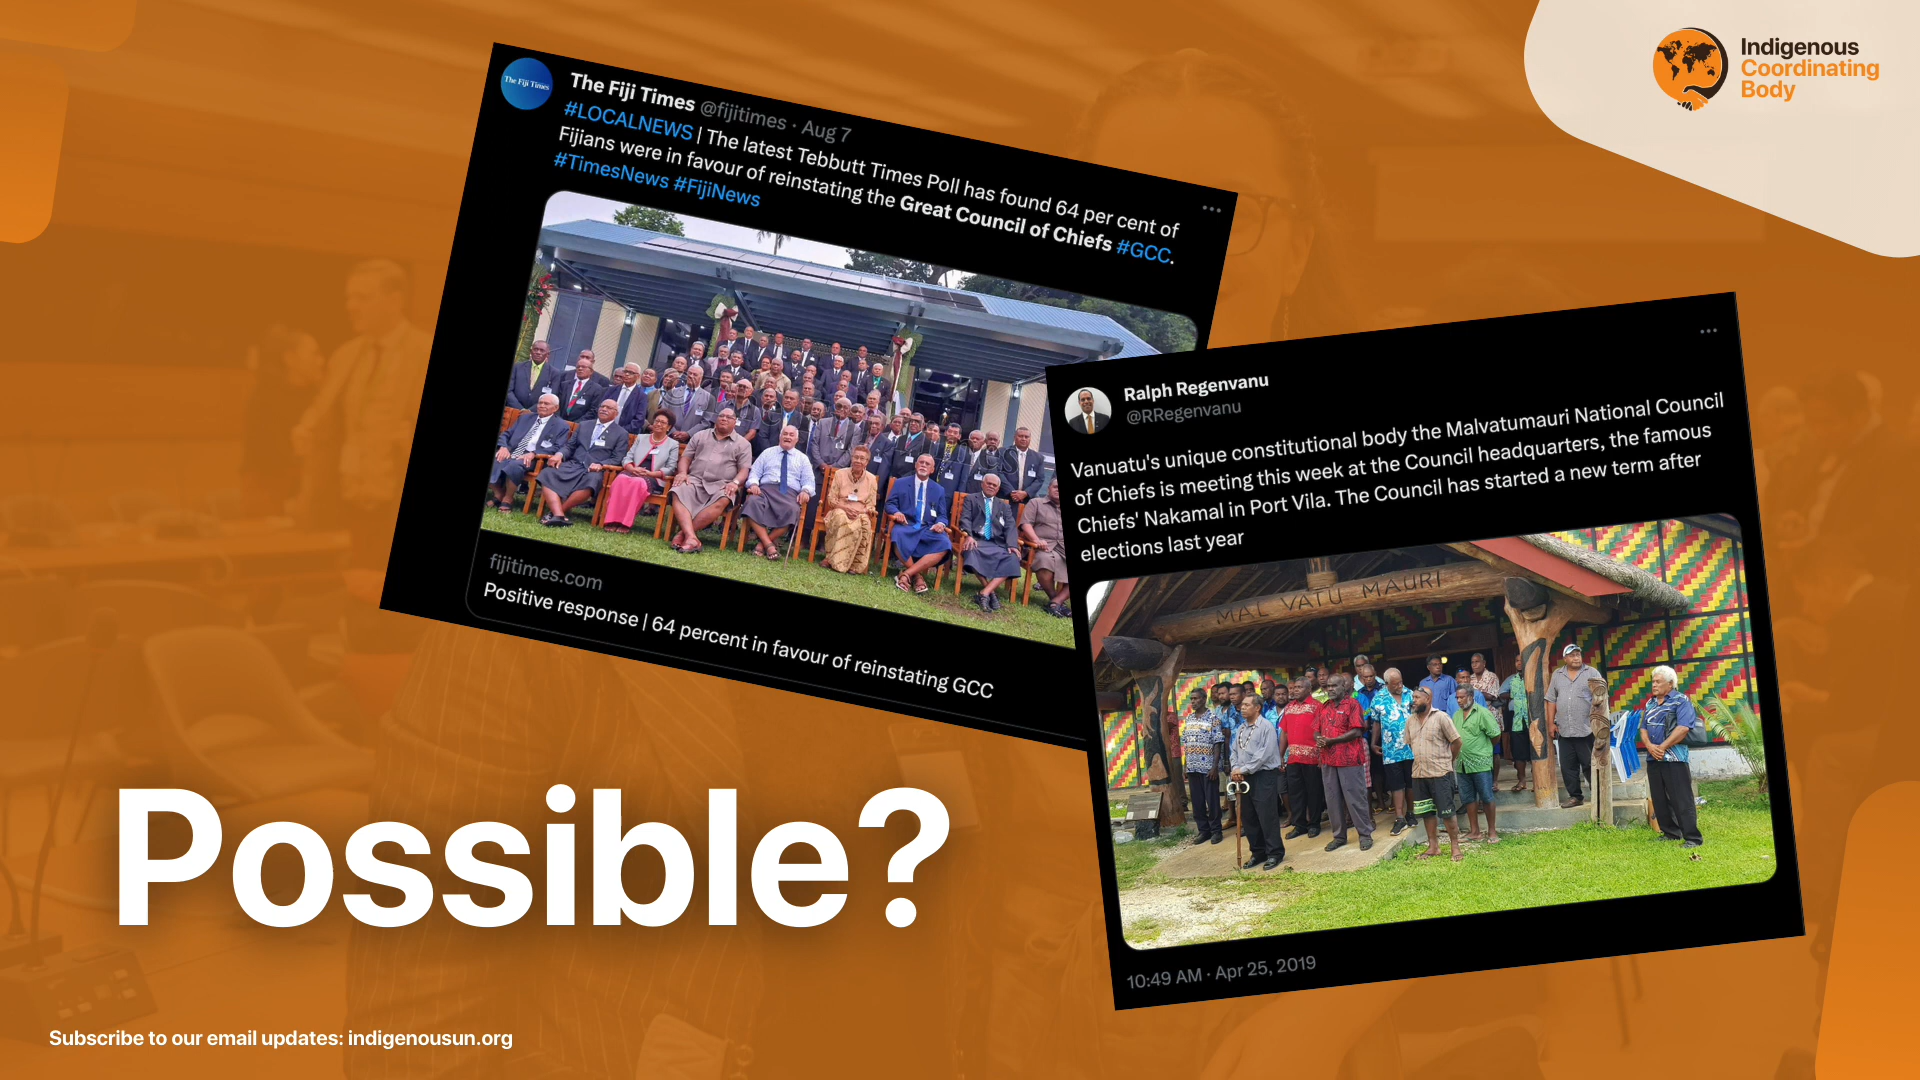 Indigenous
Coordinating
Body
The Fiji Times
The Fiji Times @fijitimes · Aug 7
#LOCALNEWS | The latest Tebbutt Times Poll has found 64 per cent of
Fijians were in favour of reinstating the Great Council of Chiefs #GCC.
#TimesNews #FijiNews
fijitimes.com
Positive response | 64 percent in favour of reinstating GCC
Ralph Regenvanu
@RRegenvanu
Vanuatu's unique constitutional body the Malvatumauri National Council
of Chiefs is meeting this week at the Council headquarters, the famous
Chiefs' Nakamal in Port Vila. The Council has started a new term after
elections last year
MAL VATU MAURI
10:49 AM · Apr 25, 2019
Possible?
Subscribe to our email updates: indigenousun.org